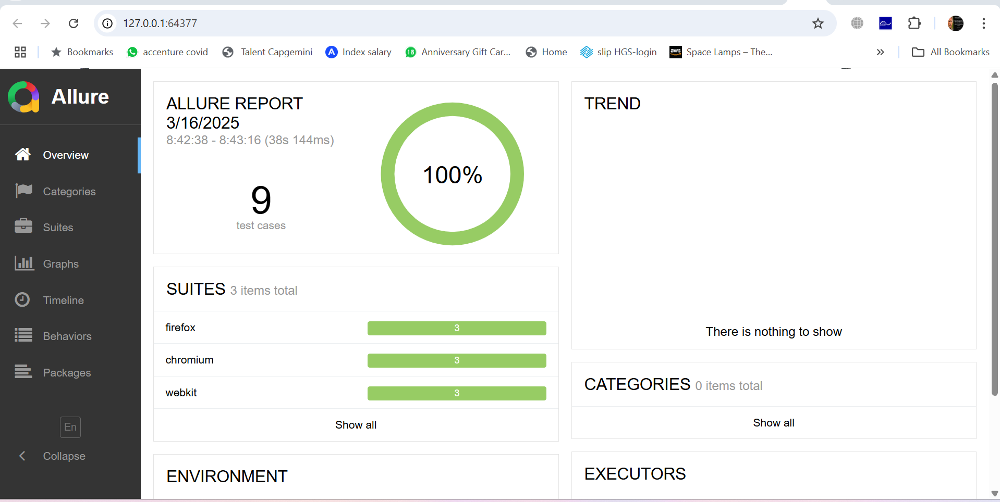 127.0.0.1:64377
Bookmarks
accenture covid
Talent Capgemini
A
Index salary
18
Anniversary Gift Car...
Home
slip HGS-login
aws
Space Lamps – The...
All Bookmarks
Allure
Overview
Categories
Suites
Graphs
Timeline
Behaviors
Packages
En
Collapse
ALLURE REPORT
3/16/2025
8:42:38 - 8:43:16 (38s 144ms)
9
test cases
100%
SUITES 3 items total
firefox
3
chromium
3
webkit
3
Show all
ENVIRONMENT
TREND
There is nothing to show
CATEGORIES 0 items total
Show all
EXECUTORS